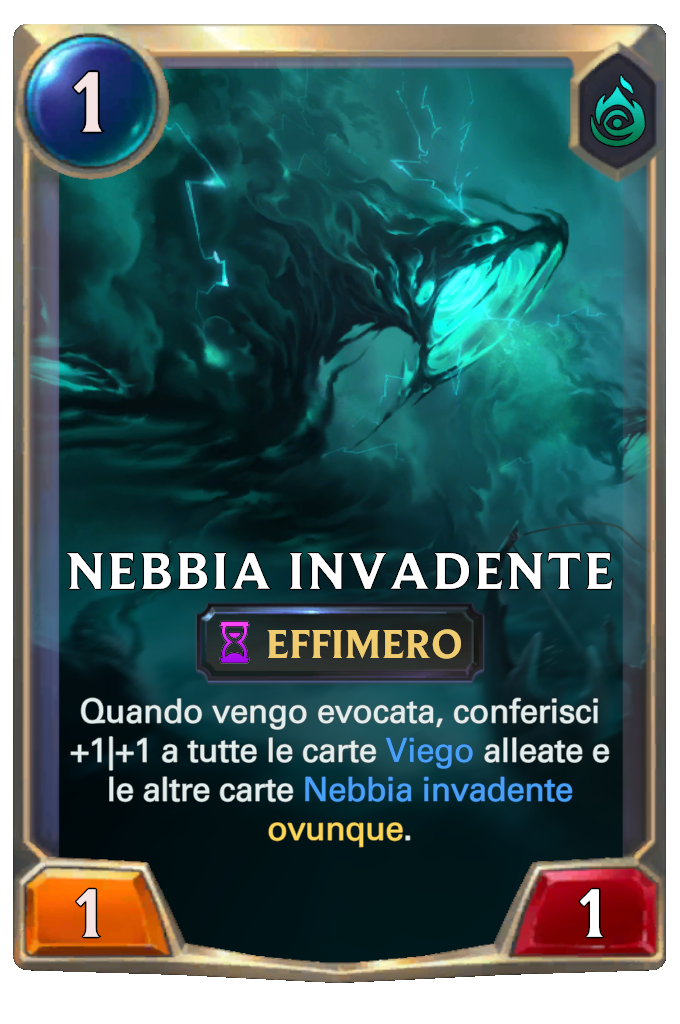 1
NEBBIA INVADENTE
EFFIMERO
Quando vengo evocata, conferisci
+1|+1 a tutte le carte Viego alleate e
le altre carte Nebbia invadente
ovunque.
1
1